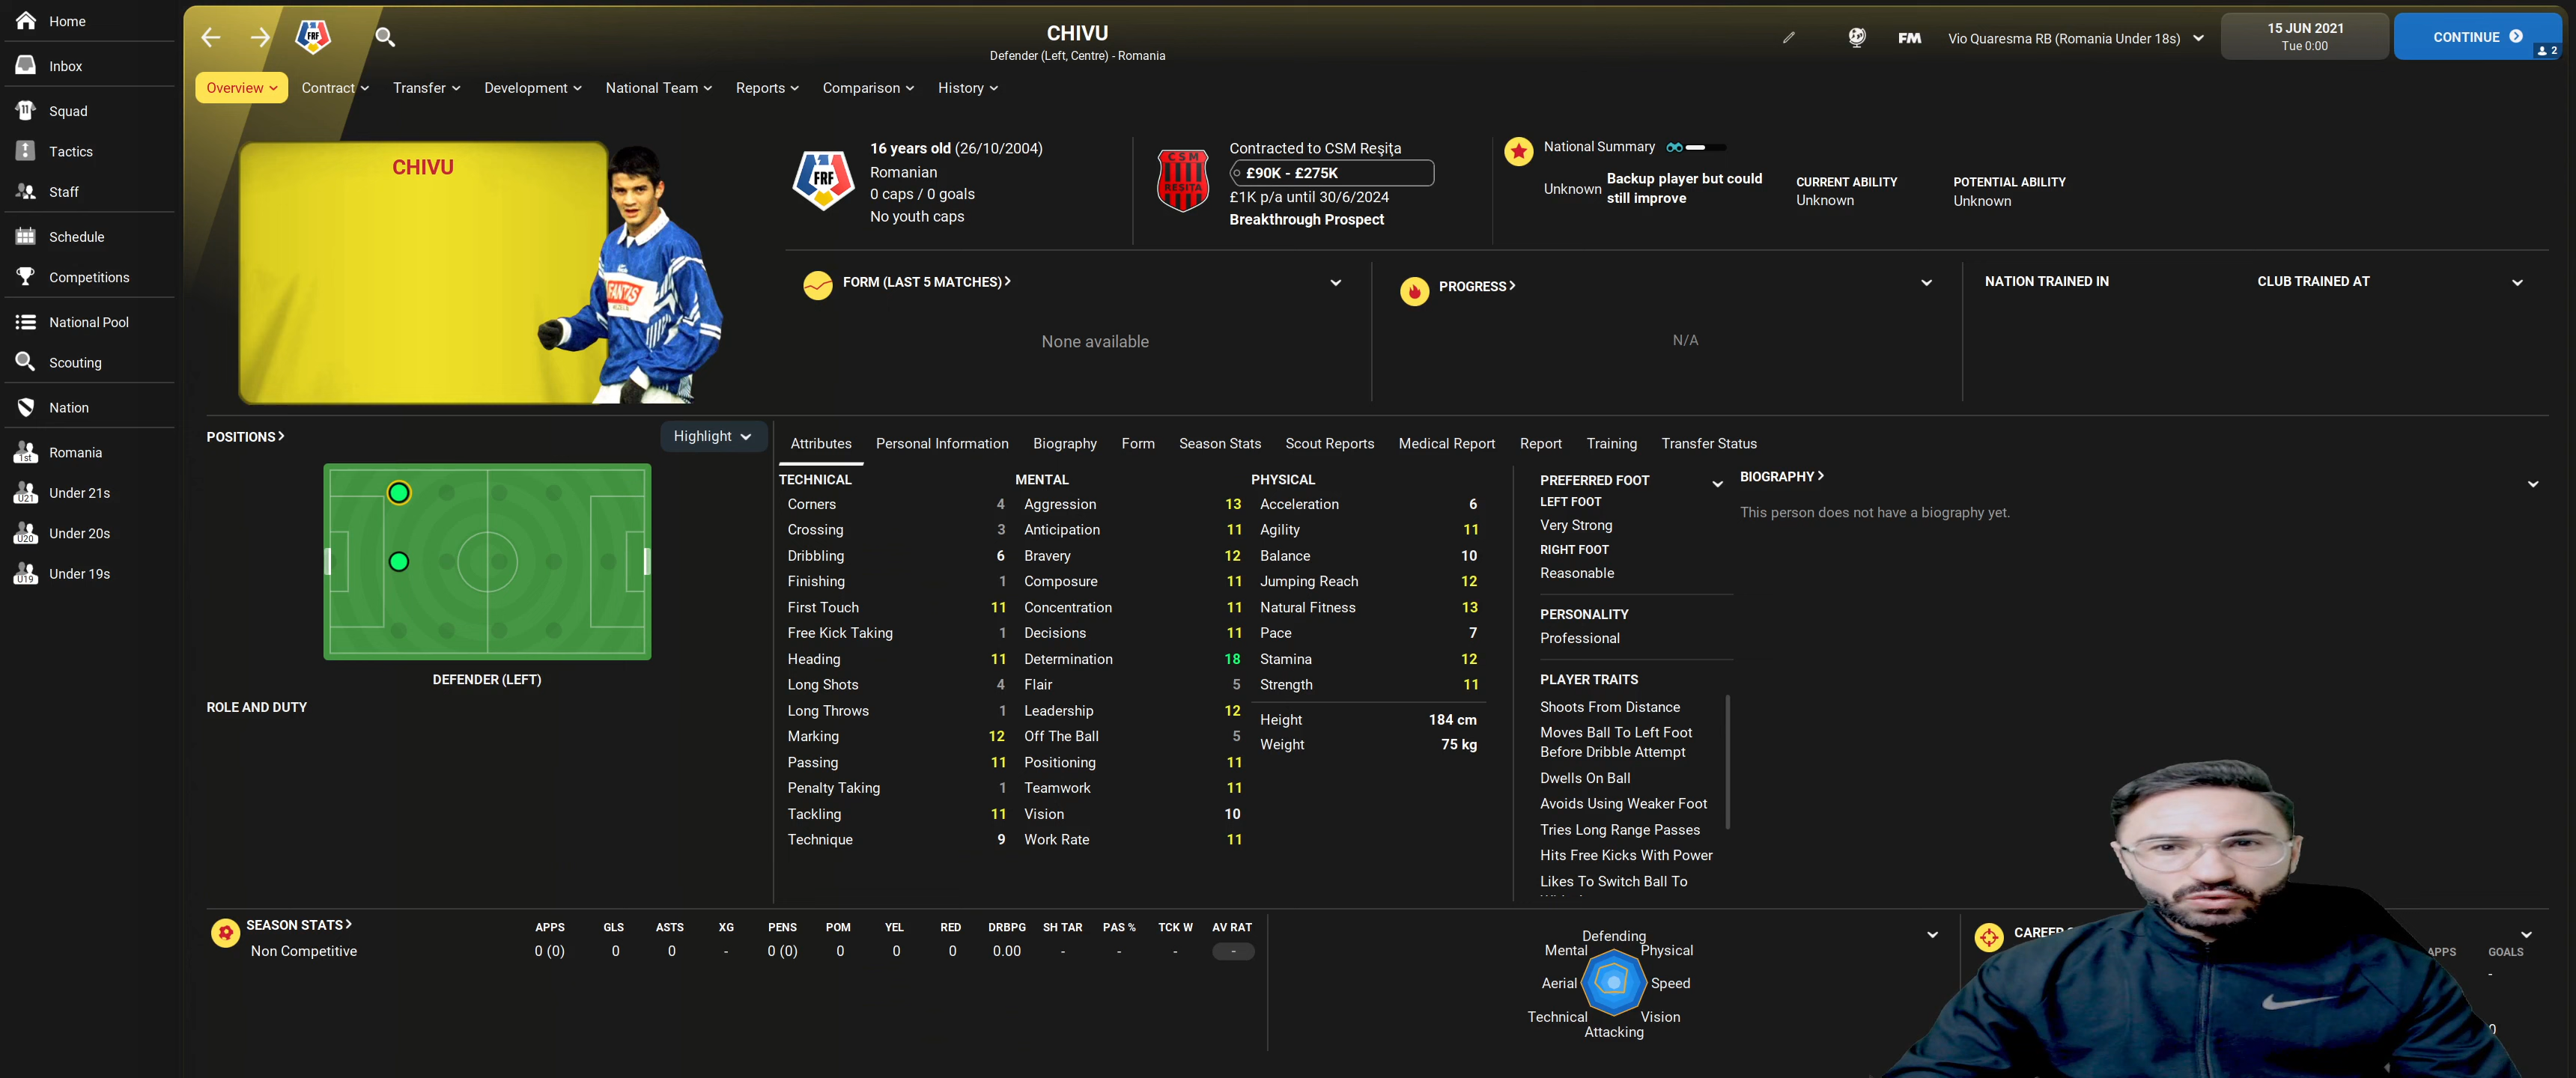 Home
Inbox
Squad
Tactics
Staff
Schedule
Competitions
National Pool
Scouting
Nation
Romania
1st
Under 21s
U21
Under 20s
U20
Under 19s
U19
FRF
CHIVU
Defender (Left, Centre) - Romania
FM
Vio Quaresma RB (Romania Under 18s)
15 JUN 2021
Tue 0:00
CONTINUE
2
Overview
Contract
Transfer
Development
National Team
Reports
Comparison
History
CHIVU
FANTZ
FRF
16 years old (26/10/2004)
Romanian
0 caps / 0 goals
No youth caps
CSM
RESITA
Contracted to CSM Reşiţa
£90K - £275K
£1K p/a until 30/6/2024
Breakthrough Prospect
National Summary
Unknown
Backup player but could
still improve
CURRENT ABILITY
Unknown
POTENTIAL ABILITY
Unknown
FORM (LAST 5 MATCHES)
None available
PROGRESS
N/A
NATION TRAINED IN
CLUB TRAINED AT
POSITIONS
Highlight
DEFENDER (LEFT)
ROLE AND DUTY
Attributes
Personal Information
Biography
Form
Season Stats
Scout Reports
Medical Report
Report
Training
Transfer Status
TECHNICAL
Corners 4
Crossing 3
Dribbling 6
Finishing 1
First Touch 11
Free Kick Taking 1
Heading 11
Long Shots 4
Long Throws 1
Marking 12
Passing 11
Penalty Taking 1
Tackling 11
Technique 9
MENTAL
Aggression 13
Anticipation 11
Bravery 12
Composure 11
Concentration 11
Decisions 11
Determination 18
Flair 5
Leadership 12
Off The Ball 5
Positioning 11
Teamwork 11
Vision 10
Work Rate 11
PHYSICAL
Acceleration 6
Agility 11
Balance 10
Jumping Reach 12
Natural Fitness 13
Pace 7
Stamina 12
Strength 11
Height 184 cm
Weight 75 kg
PREFERRED FOOT
LEFT FOOT
Very Strong
RIGHT FOOT
Reasonable
PERSONALITY
Professional
PLAYER TRAITS
Shoots From Distance
Moves Ball To Left Foot
Before Dribble Attempt
Dwells On Ball
Avoids Using Weaker Foot
Tries Long Range Passes
Hits Free Kicks With Power
Likes To Switch Ball To
BIOGRAPHY
This person does not have a biography yet.
SEASON STATS
APPS GLS ASTS XG PENS POM YEL RED DRBPG SH TAR PAS % TCK W AV RAT
Non Competitive 0 (0) 0 0 - 0 (0) 0 0 0 0.00 - - - -
Defending
Mental
Physical
Aerial
Speed
Technical
Vision
Attacking
CAREER
APPS GOALS
-
0